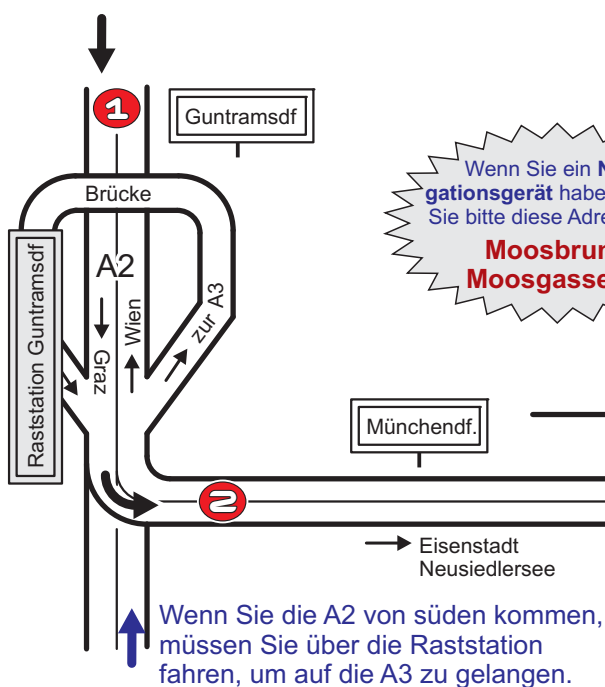 1
Guntramsdf
Brücke
Raststation Guntramsdf
A2
Graz
Wien
zur A3
Wenn Sie ein N
gationsgerät habe
Sie bitte diese Adre
Moosbrun
Moosgasse
Münchendf.
2
Eisenstadt
Neusiedlersee
Wenn Sie die A2 von süden kommen,
müssen Sie über die Raststation
fahren, um auf die A3 zu gelangen.